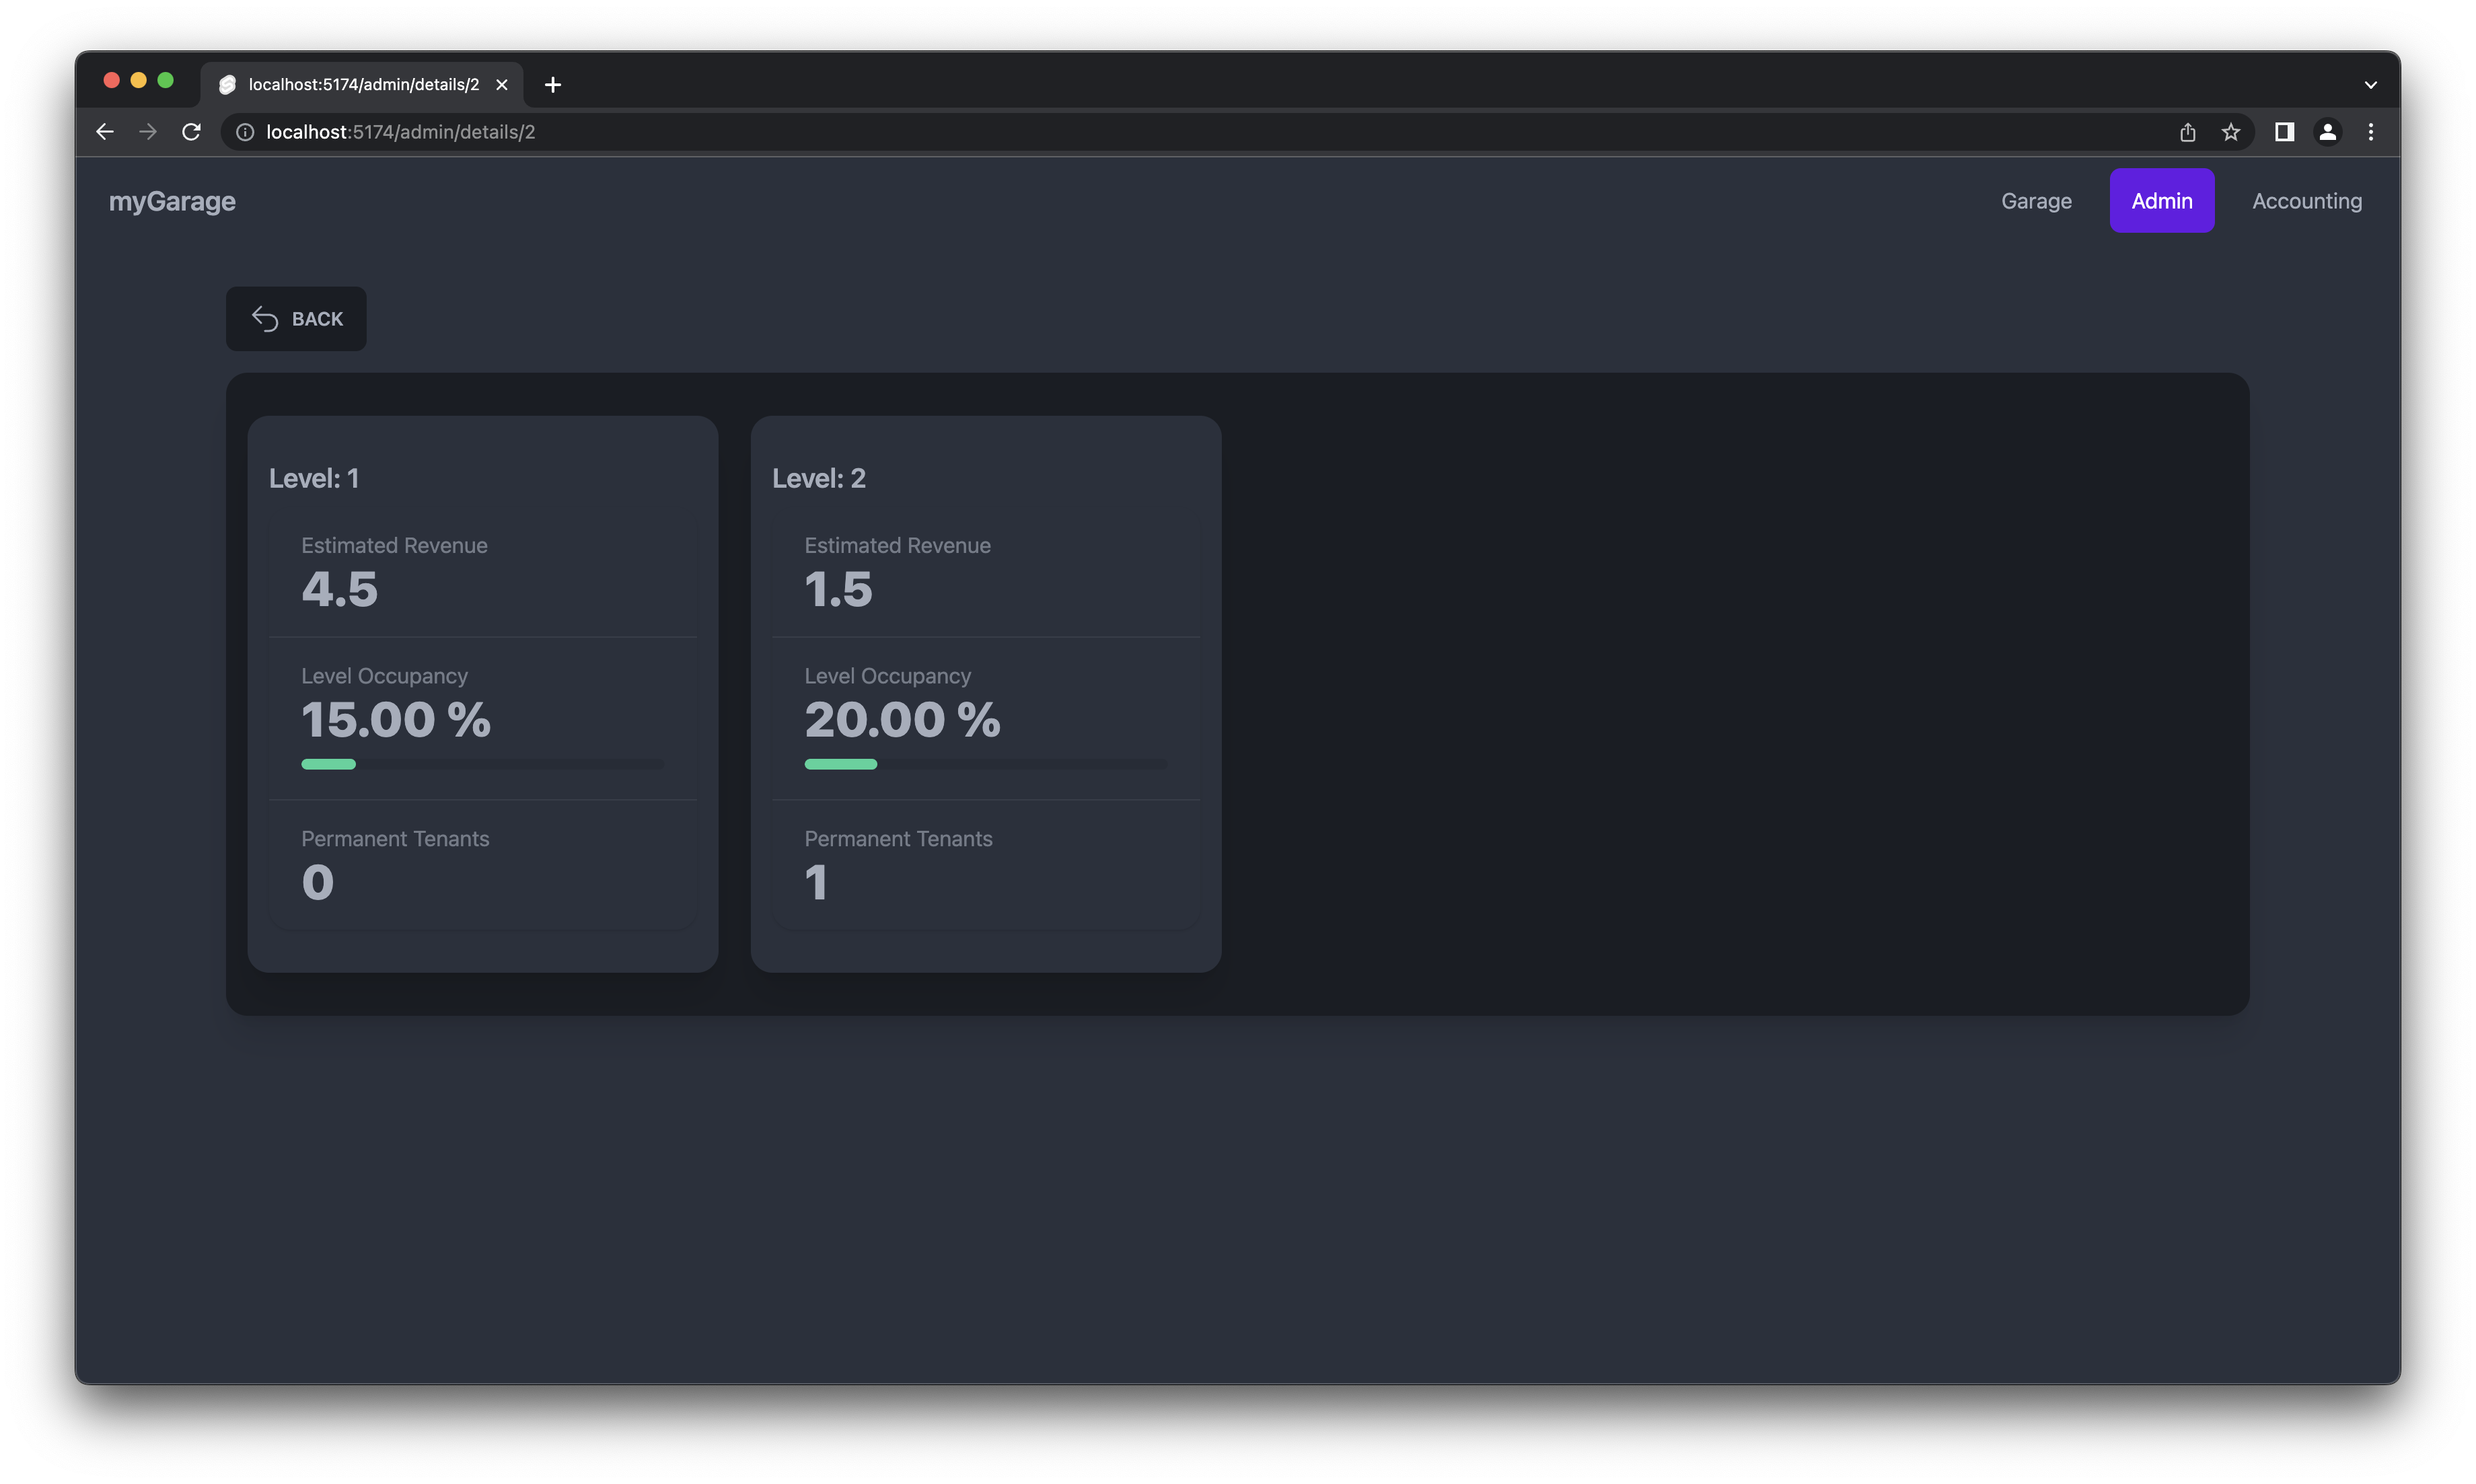 localhost:5174/admin/details/2
localhost:5174/admin/details/2
myGarage
Garage
Admin
Accounting
BACK
Level: 1
Estimated Revenue
4.5
Level Occupancy
15.00 %
Permanent Tenants
0
Level: 2
Estimated Revenue
1.5
Level Occupancy
20.00 %
Permanent Tenants
1